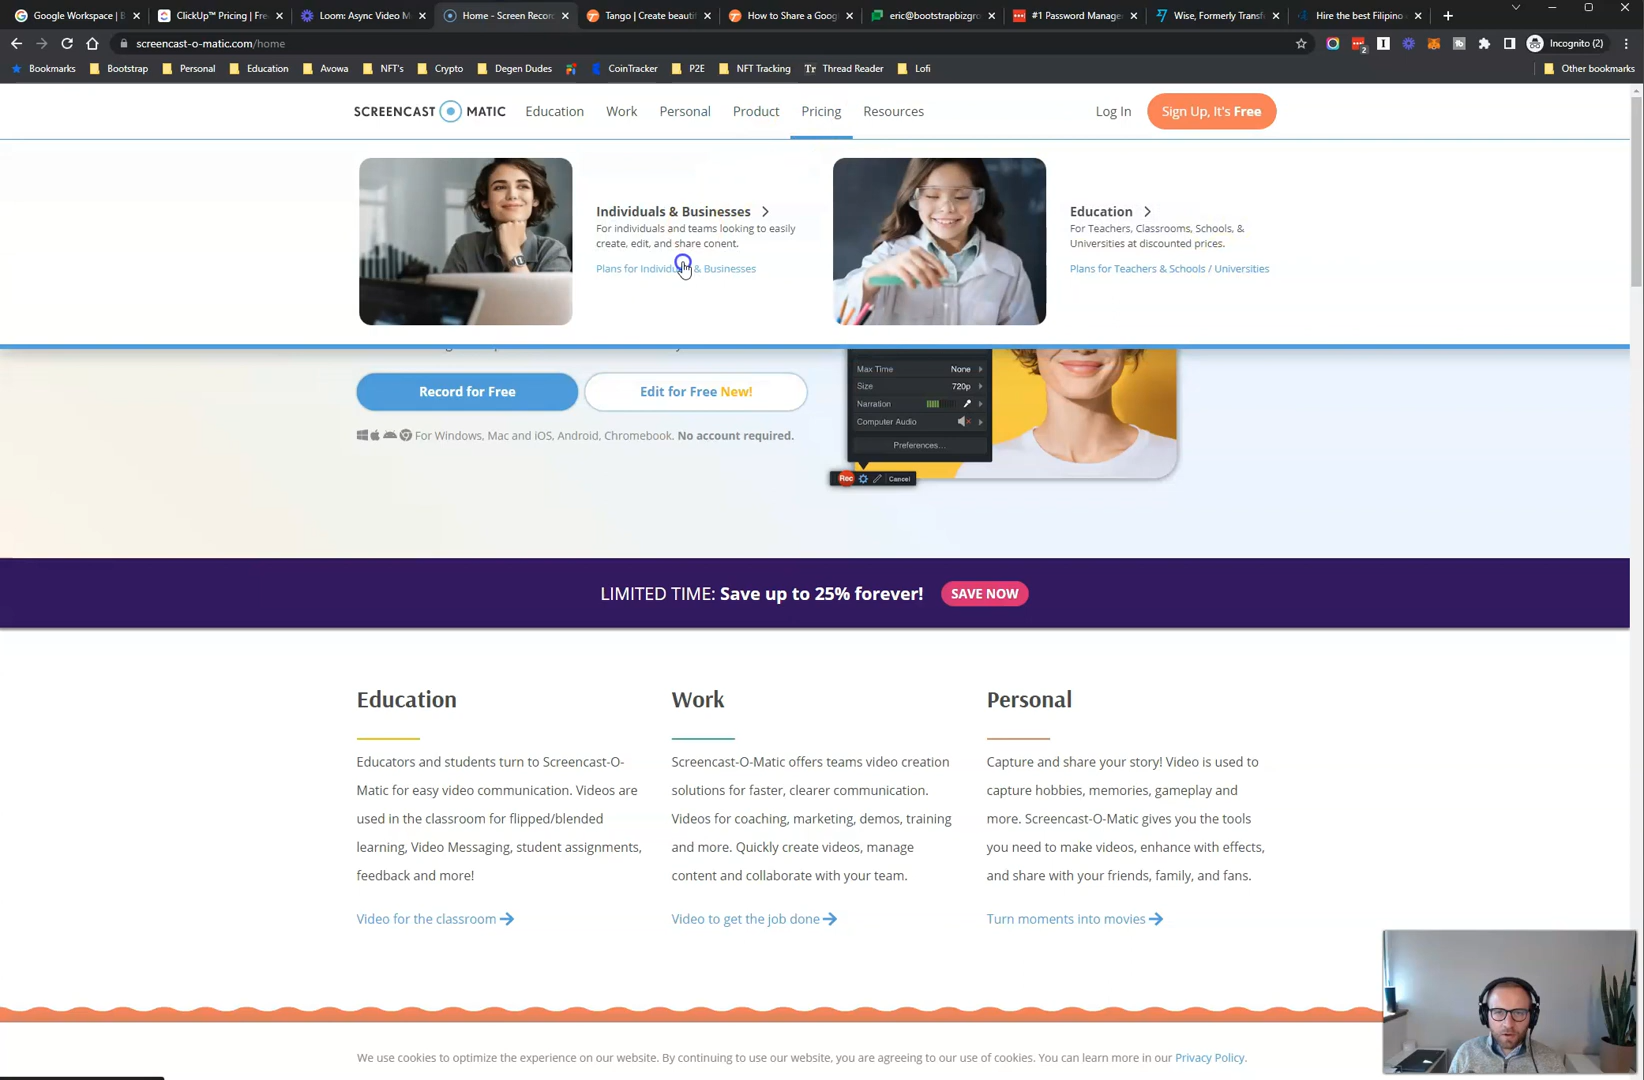 Google Workspace | B
ClickUp™ Pricing | Fre
Loom: Async Video M
Home - Screen Record
Tango | Create beauti
How to Share a Goog
eric@bootstrapbizgro
#1 Password Manage
Wise, Formerly Transf
Hire the best Filipino
screencast-o-matic.com/home
2
Incognito (2)
Bookmarks
Bootstrap
Personal
Education
Avowa
NFT's
Crypto
Degen Dudes
CoinTracker
P2E
NFT Tracking
Tr Thread Reader
Lofi
Other bookmarks
SCREENCAST MATIC
Education
Work
Personal
Product
Pricing
Resources
Log In
Sign Up, It's Free
Individuals & Businesses
For individuals and teams looking to easily
create, edit, and share conent.
Plans for Individuals & Businesses
Education
For Teachers, Classrooms, Schools, &
Universities at discounted prices.
Plans for Teachers & Schools / Universities
Record for Free
Edit for Free New!
For Windows, Mac and iOS, Android, Chromebook. No account required.
Max Time None
Size 720p
Narration
Computer Audio
Preferences...
Rec
Cancel
LIMITED TIME: Save up to 25% forever!
SAVE NOW
Education
Educators and students turn to Screencast-O-
Matic for easy video communication. Videos are
used in the classroom for flipped/blended
learning, Video Messaging, student assignments,
feedback and more!
Video for the classroom
Work
Screencast-O-Matic offers teams video creation
solutions for faster, clearer communication.
Videos for coaching, marketing, demos, training
and more. Quickly create videos, manage
content and collaborate with your team.
Video to get the job done
Personal
Capture and share your story! Video is used to
capture hobbies, memories, gameplay and
more. Screencast-O-Matic gives you the tools
you need to make videos, enhance with effects,
and share with your friends, family, and fans.
Turn moments into movies
We use cookies to optimize the experience on our website. By continuing to use our website, you are agreeing to our use of cookies. You can learn more in our Privacy Policy.